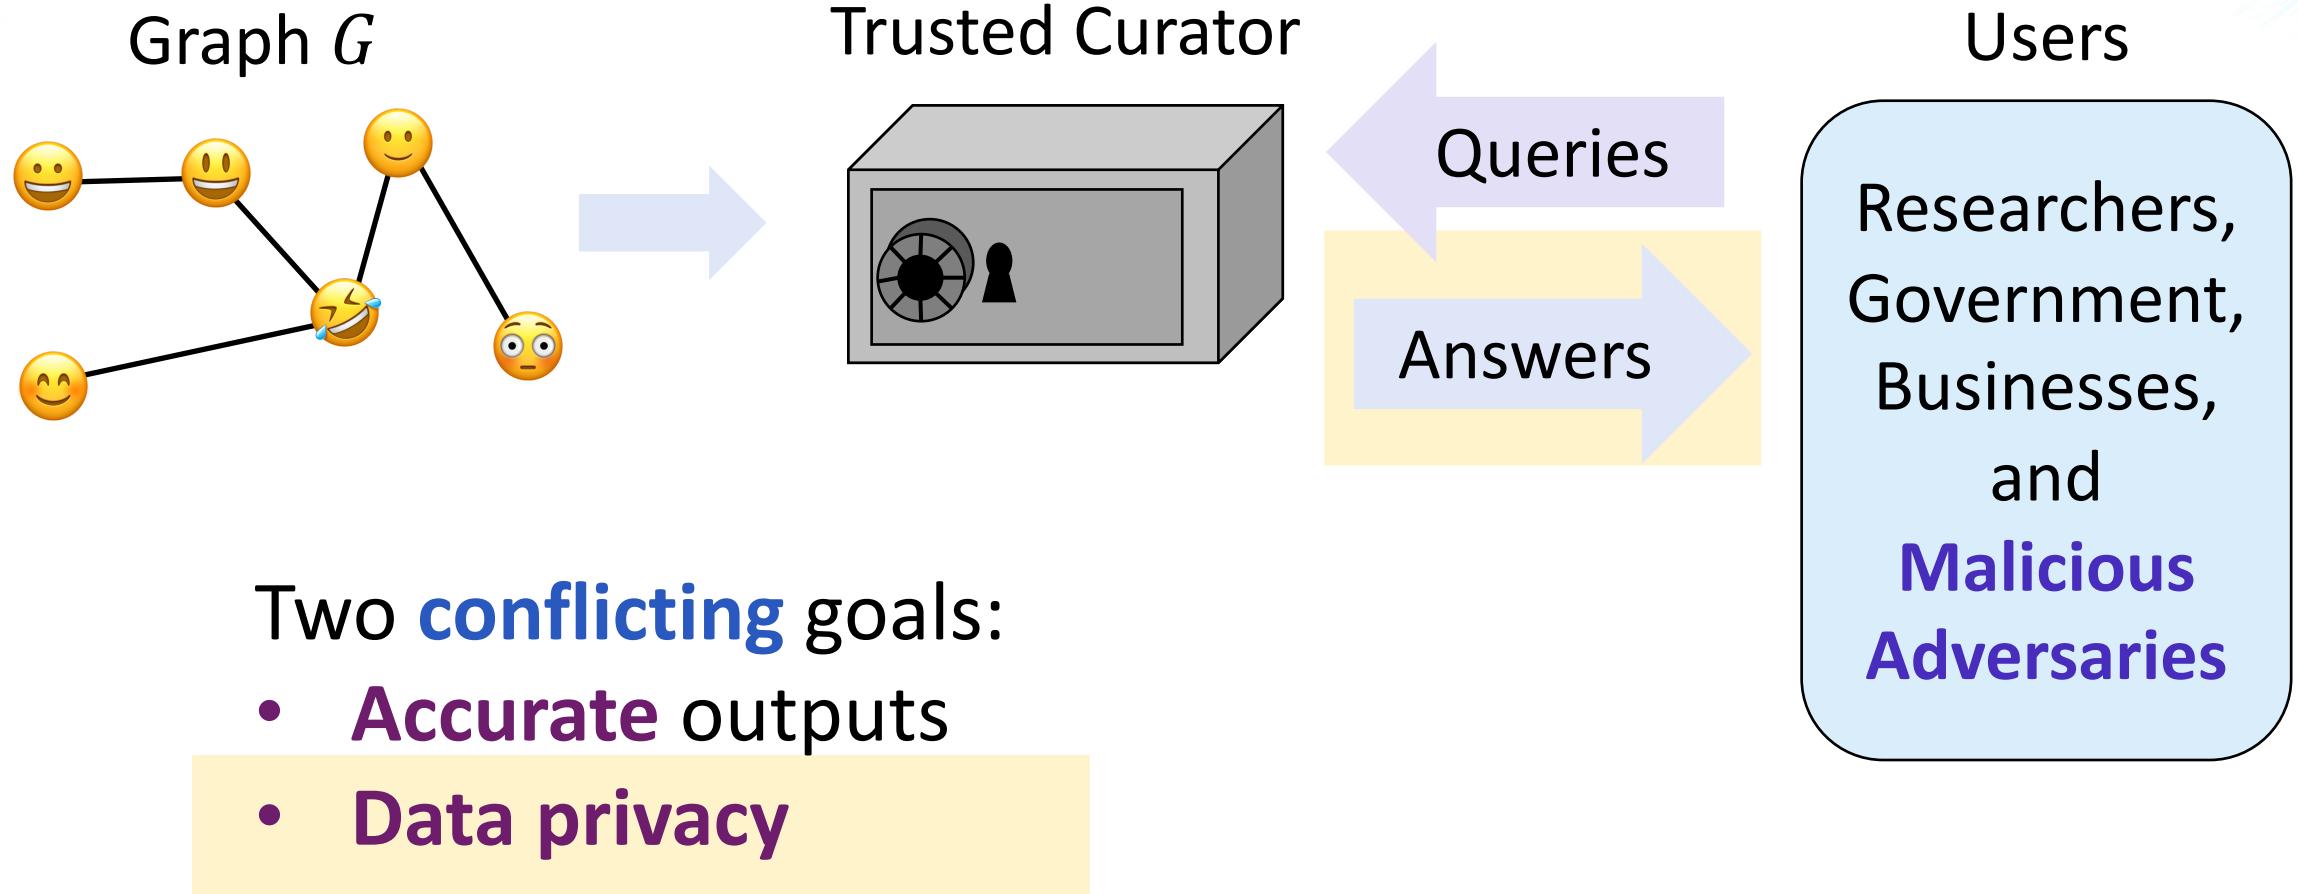 Graph G
Trusted Curator
Users
Queries
Answers
Researchers,
Government,
Businesses,
and
Malicious
Adversaries
Two conflicting goals:
• Accurate outputs
• Data privacy